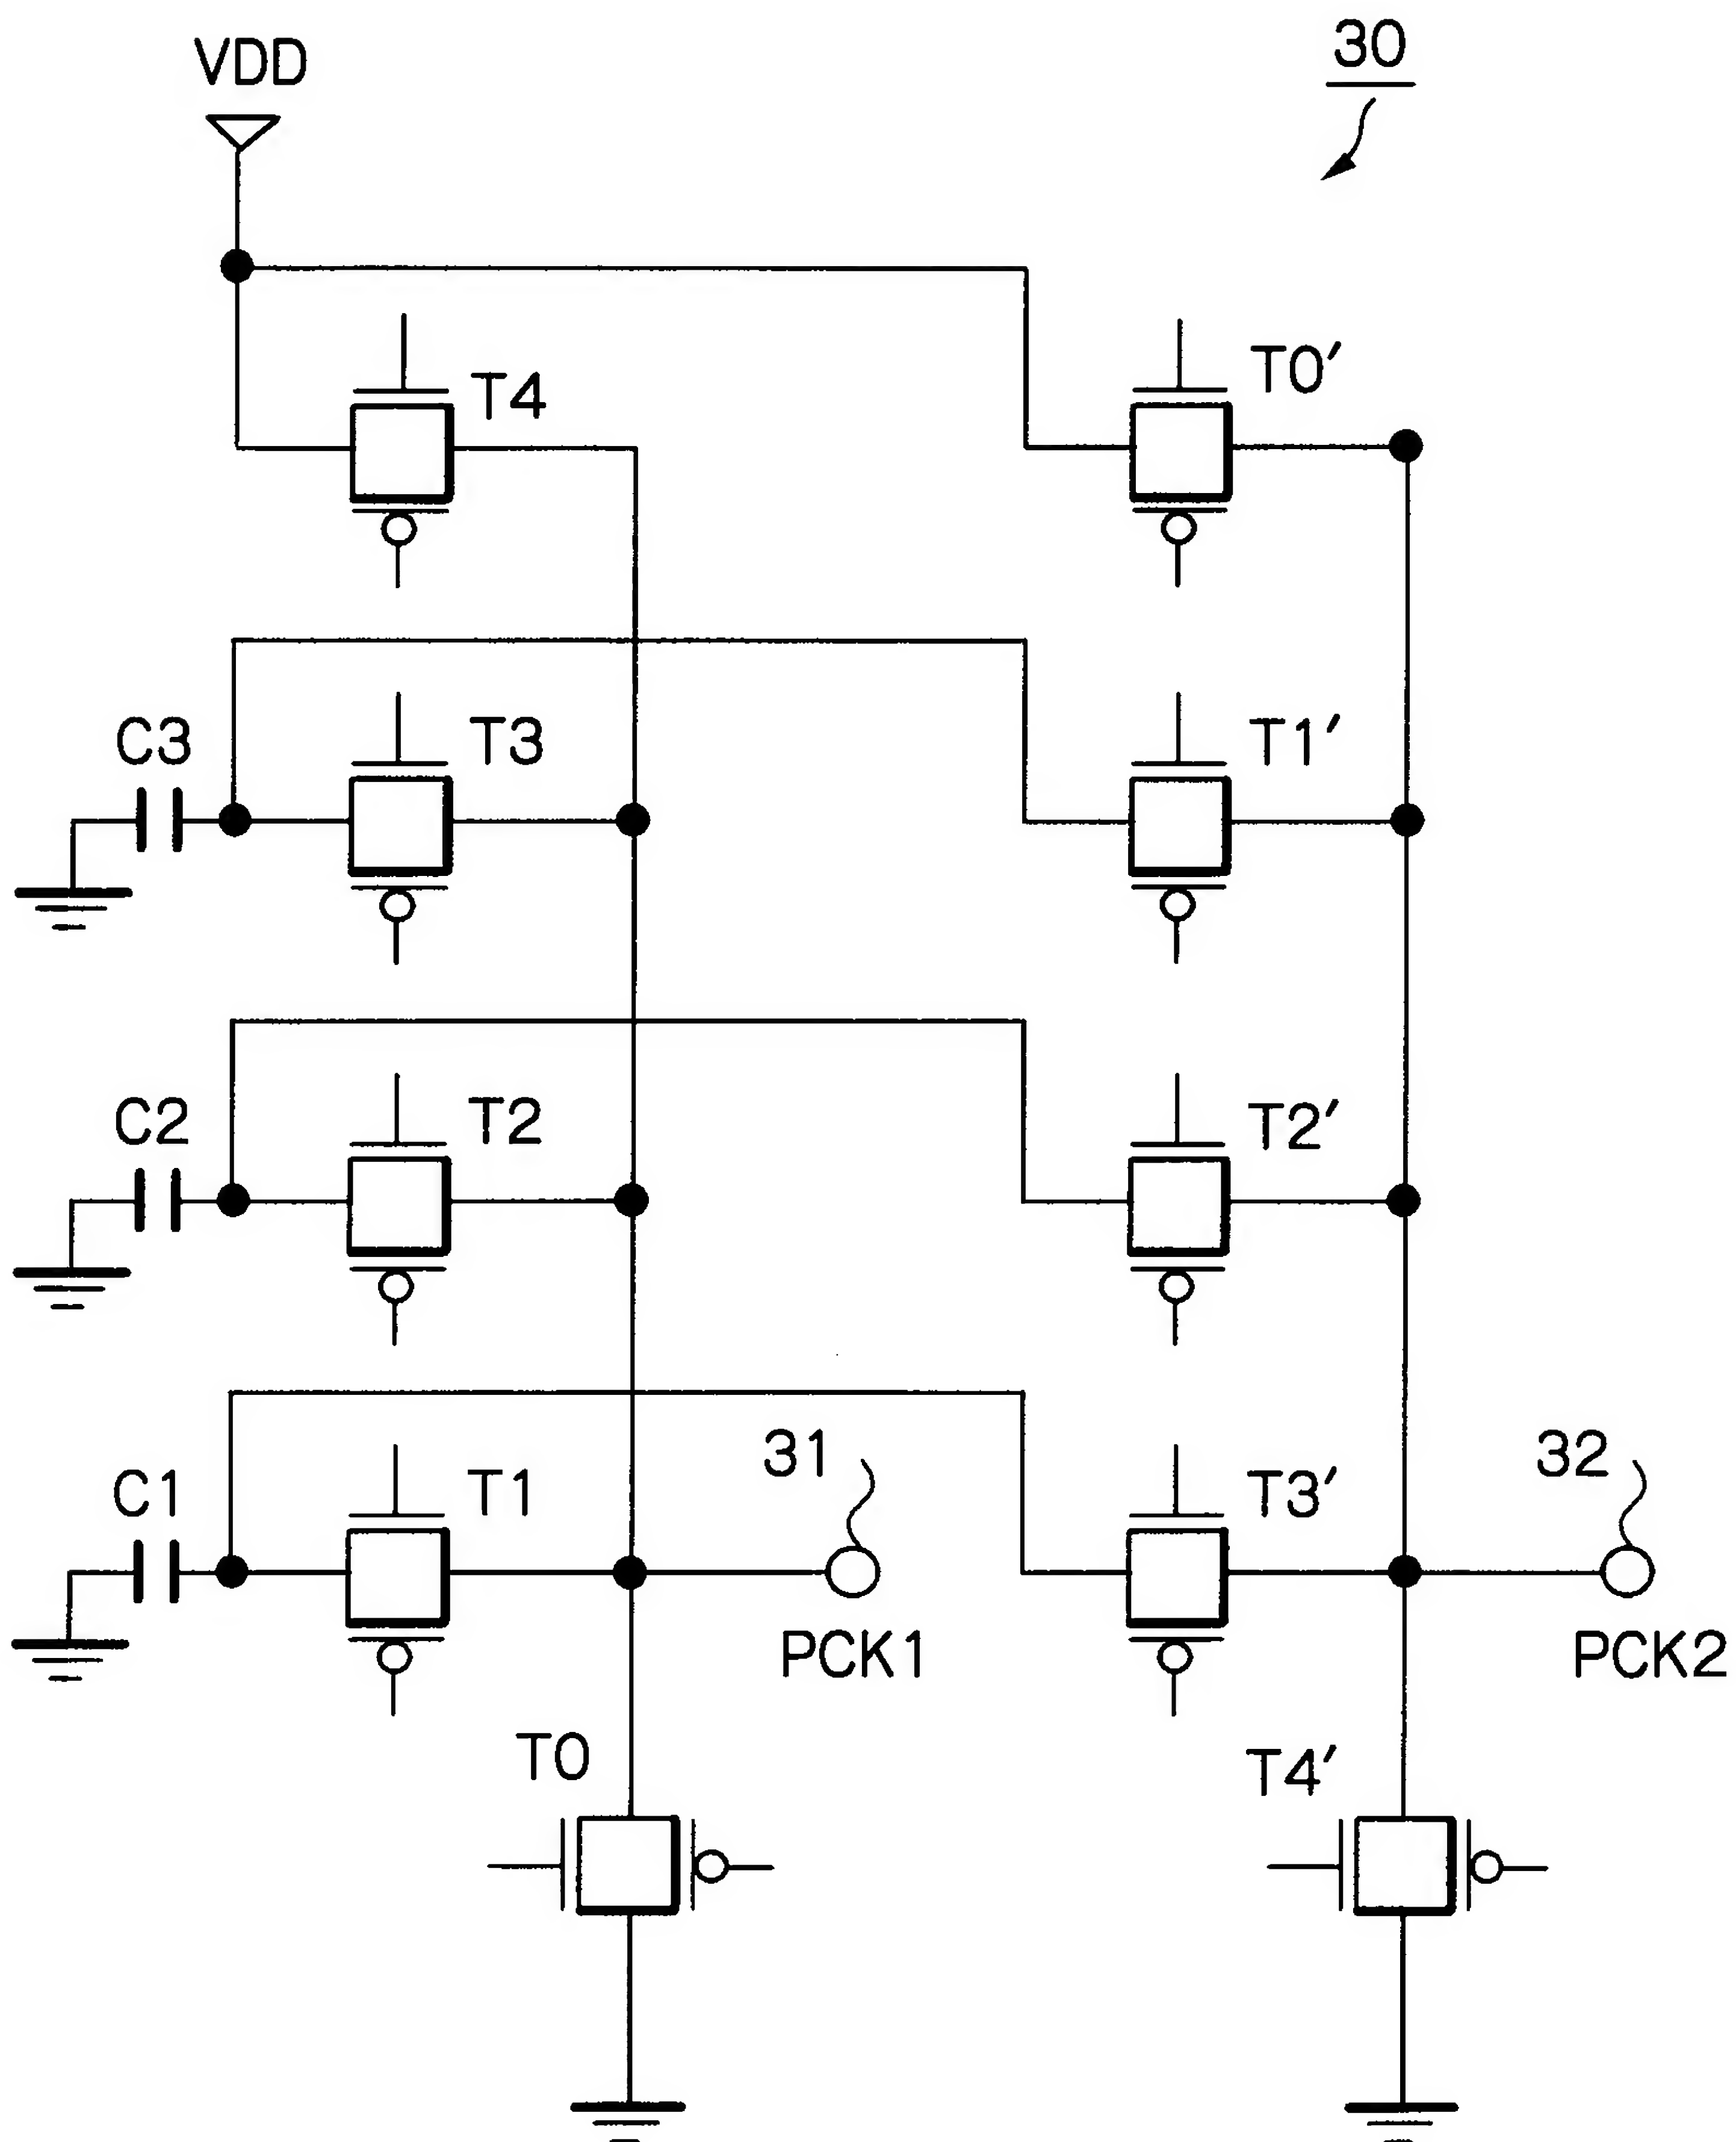 30
VDD
T4
T0′
C3
T3
T1′
C2
T2
T2′
C1
T1
31
T3′
32
PCK1
PCK2
T0
T4′